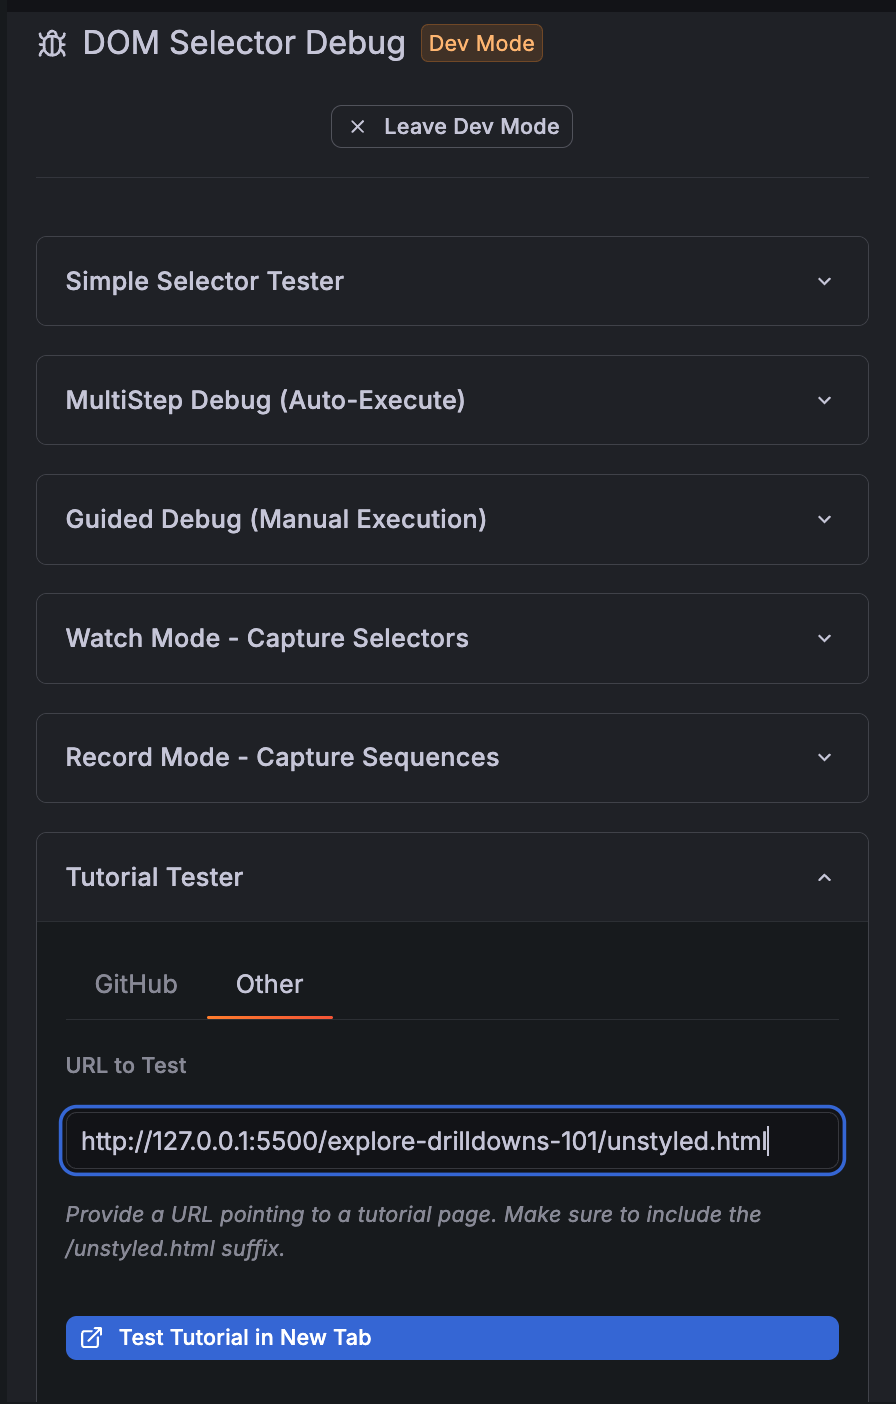 DOM Selector Debug Dev Mode
Leave Dev Mode
Simple Selector Tester
MultiStep Debug (Auto-Execute)
Guided Debug (Manual Execution)
Watch Mode - Capture Selectors
Record Mode - Capture Sequences
Tutorial Tester
GitHub Other
URL to Test
http://127.0.0.1:5500/explore-drilldowns-101/unstyled.html
Provide a URL pointing to a tutorial page. Make sure to include the
/unstyled.html suffix.
Test Tutorial in New Tab